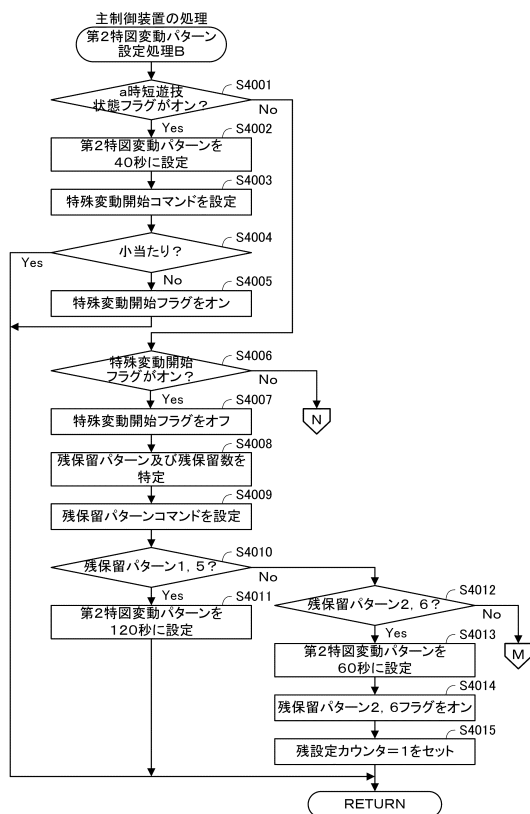 主制御装置の処理
第2特図変動パターン
設定処理B
S4001
a時短遊技
状態フラグがオン？
No
Yes
S4002
第2特図変動パターンを
40秒に設定
S4003
特殊変動開始コマンドを設定
S4004
小当たり？
Yes
No
S4005
特殊変動開始フラグをオン
S4006
特殊変動開始
フラグがオン？
No
Yes
N
S4007
特殊変動開始フラグをオフ
S4008
残保留パターン及び残保留数を
特定
S4009
残保留パターンコマンドを設定
S4010
残保留パターン1，5？
No
Yes
S4011
第2特図変動パターンを
120秒に設定
S4012
残保留パターン2，6？
No
Yes
M
S4013
第2特図変動パターンを
60秒に設定
S4014
残保留パターン2，6フラグをオン
S4015
残設定カウンタ＝1をセット
RETURN